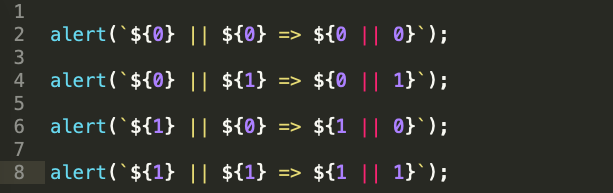 1
2 alert(`${0} || ${0} => ${0 || 0}`);
3
4 alert(`${0} || ${1} => ${0 || 1}`);
5
6 alert(`${1} || ${0} => ${1 || 0}`);
7
8 alert(`${1} || ${1} => ${1 || 1}`);